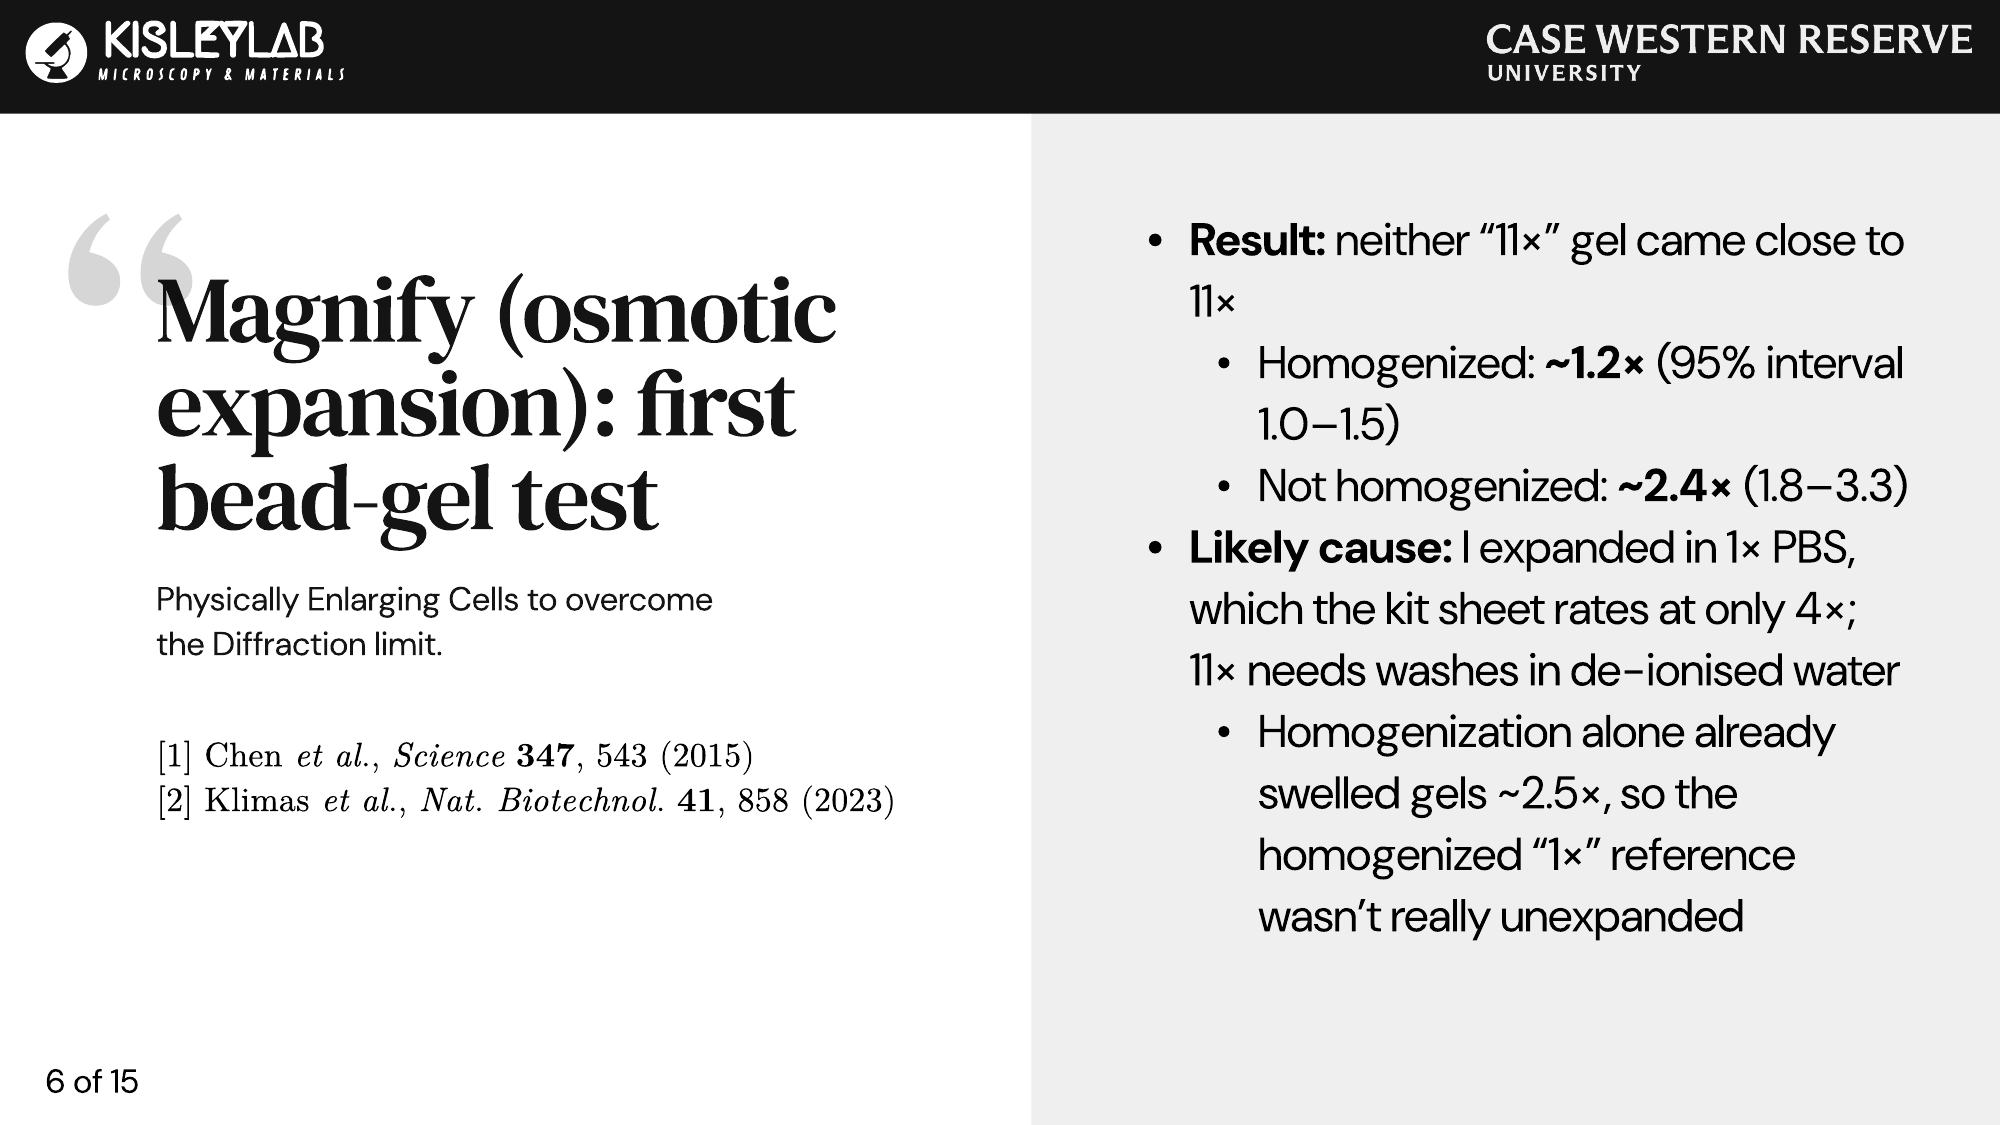 KISLEYLAB
MICROSCOPY & MATERIALS
CASE WESTERN RESERVE
UNIVERSITY
“
Magnify (osmotic
expansion): first
bead-gel test
Physically Enlarging Cells to overcome
the Diffraction limit.
[1] Chen et al., Science 347, 543 (2015)
[2] Klimas et al., Nat. Biotechnol. 41, 858 (2023)
• Result: neither “11×” gel came close to
11×
• Homogenized: ~1.2× (95% interval
1.0–1.5)
• Not homogenized: ~2.4× (1.8–3.3)
• Likely cause: I expanded in 1× PBS,
which the kit sheet rates at only 4×;
11× needs washes in de-ionised water
• Homogenization alone already
swelled gels ~2.5×, so the
homogenized “1×” reference
wasn’t really unexpanded
6 of 15